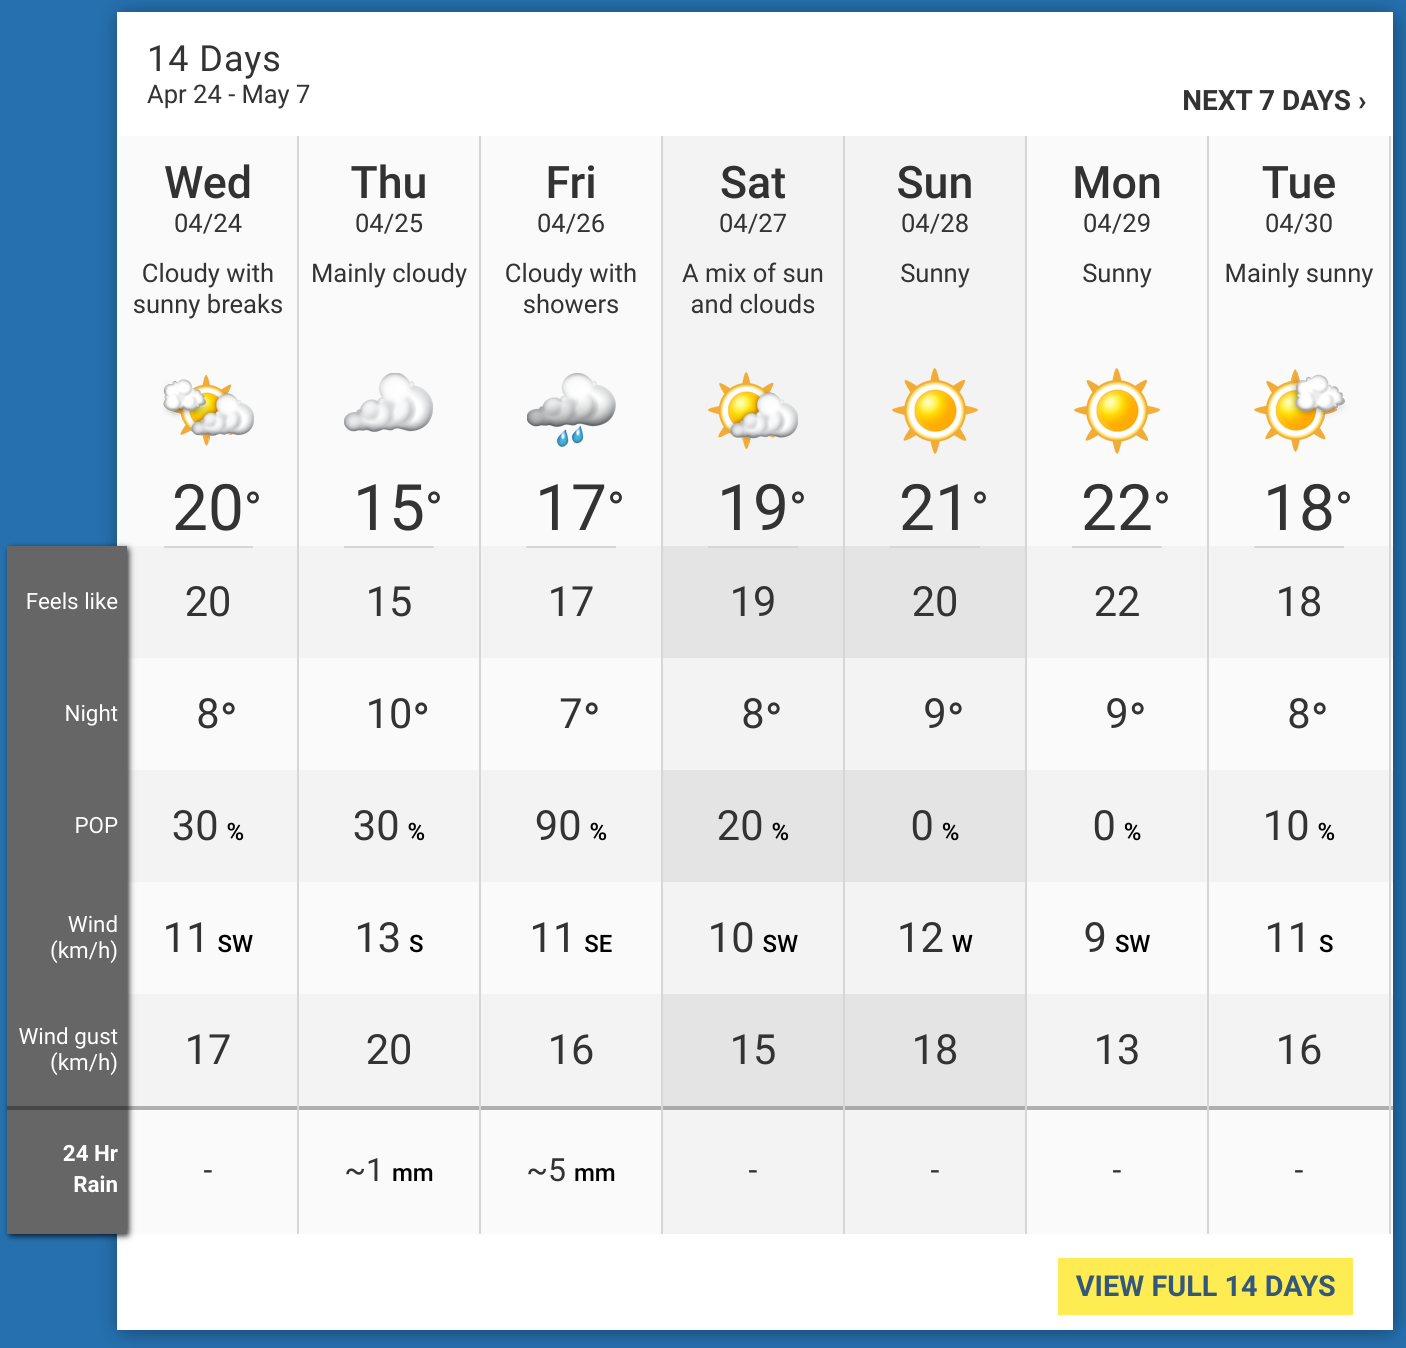 14 Days
Apr 24 - May 7
NEXT 7 DAYS ›
Wed Thu Fri Sat Sun Mon Tue
04/24 04/25 04/26 04/27 04/28 04/29 04/30
Cloudy with Mainly cloudy Cloudy with A mix of sun Sunny Sunny Mainly sunny
sunny breaks showers and clouds
20° 15° 17° 19° 21° 22° 18°
Feels like 20 15 17 19 20 22 18
Night 8° 10° 7° 8° 9° 9° 8°
POP 30 % 30 % 90 % 20 % 0 % 0 % 10 %
Wind
(km/h) 11 SW 13 S 11 SE 10 SW 12 W 9 SW 11 S
Wind gust
(km/h) 17 20 16 15 18 13 16
24 Hr
Rain - ~1 mm ~5 mm - - - -
VIEW FULL 14 DAYS